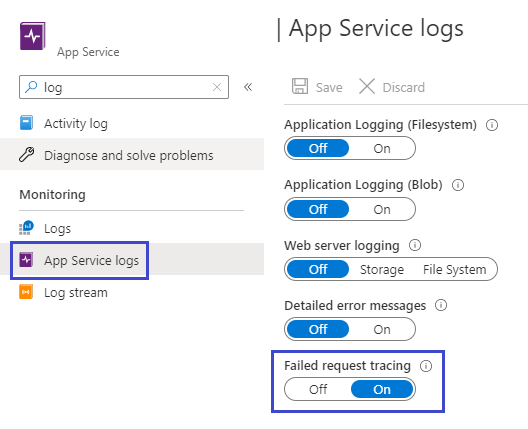 App Service
log
Activity log
Diagnose and solve problems
Monitoring
Logs
App Service logs
Log stream
| App Service logs
Save Discard
Application Logging (Filesystem)
Off On
Application Logging (Blob)
Off On
Web server logging
Off Storage File System
Detailed error messages
Off On
Failed request tracing
Off On